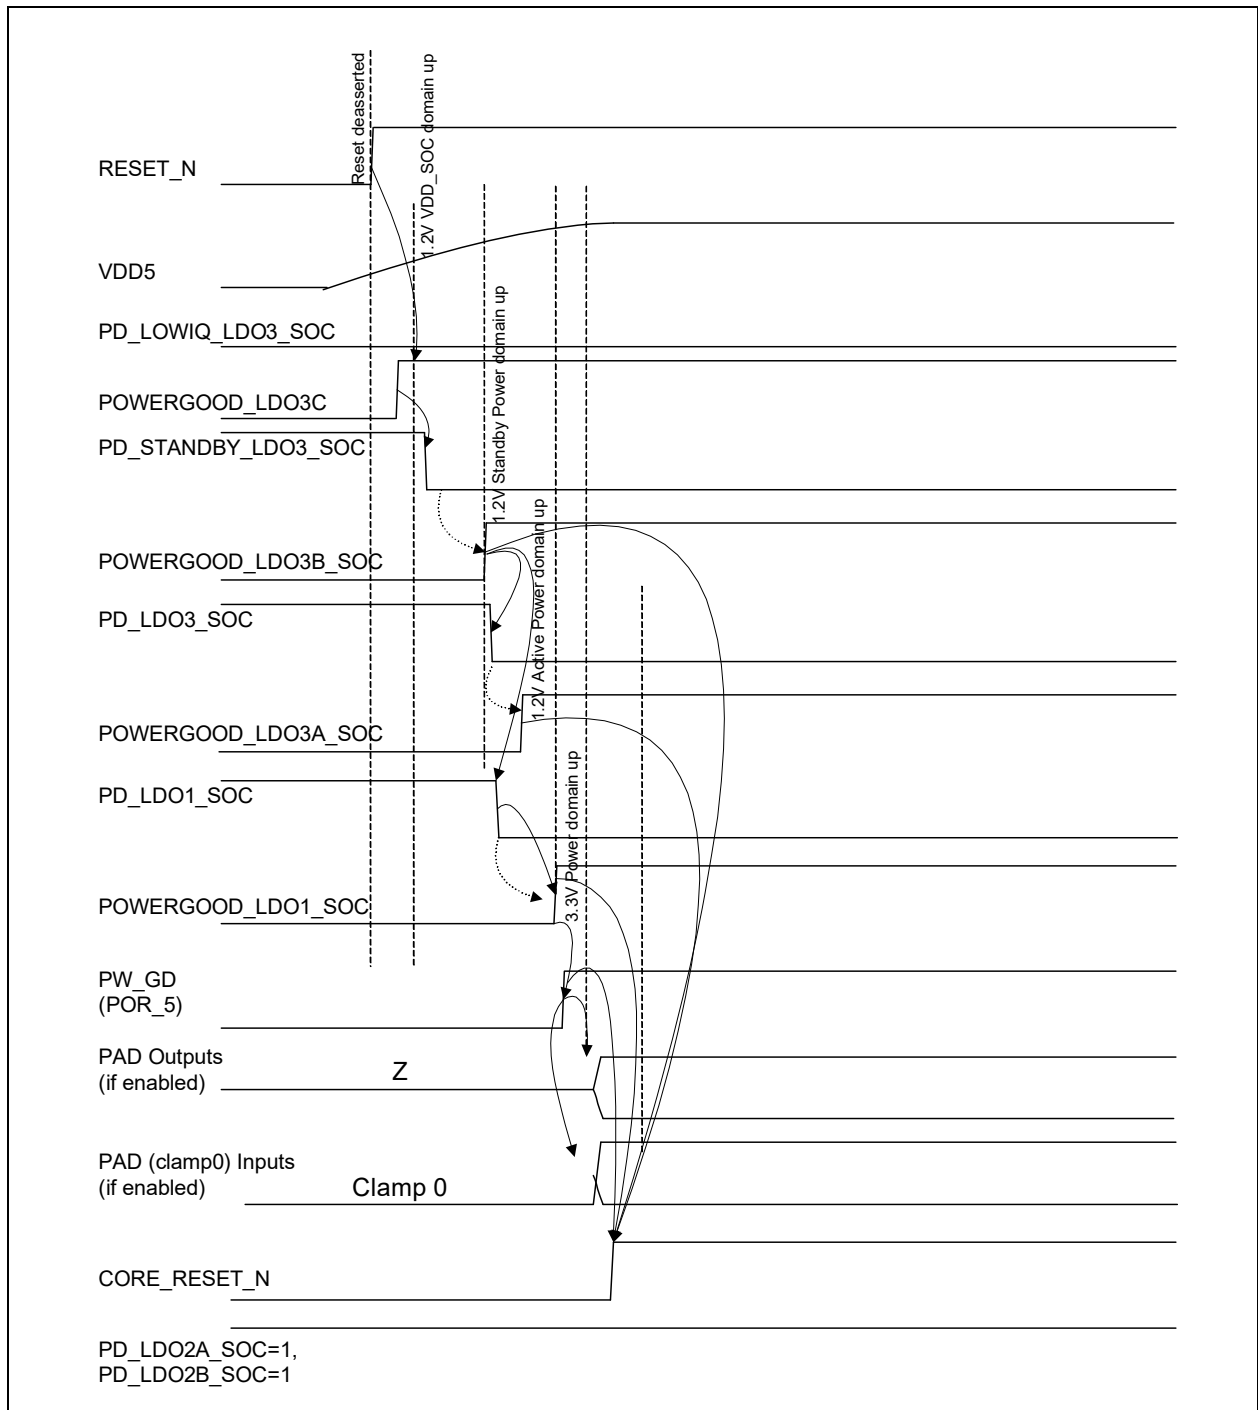 Reset deasserted
1.2V VDD_SOC domain up
RESET_N
VDD5
PD_LOWIQ_LDO3_SOC
1.2V Standby Power domain up
POWERGOOD_LDO3C
PD_STANDBY_LDO3_SOC
1.2V Active Power domain up
POWERGOOD_LDO3B_SOC
PD_LDO3_SOC
POWERGOOD_LDO3A_SOC
3.3V Power domain up
PD_LDO1_SOC
POWERGOOD_LDO1_SOC
PW_GD
(POR_5)
PAD Outputs
(if enabled)
Z
PAD (clamp0) Inputs
(if enabled)
Clamp 0
CORE_RESET_N
PD_LDO2A_SOC=1,
PD_LDO2B_SOC=1